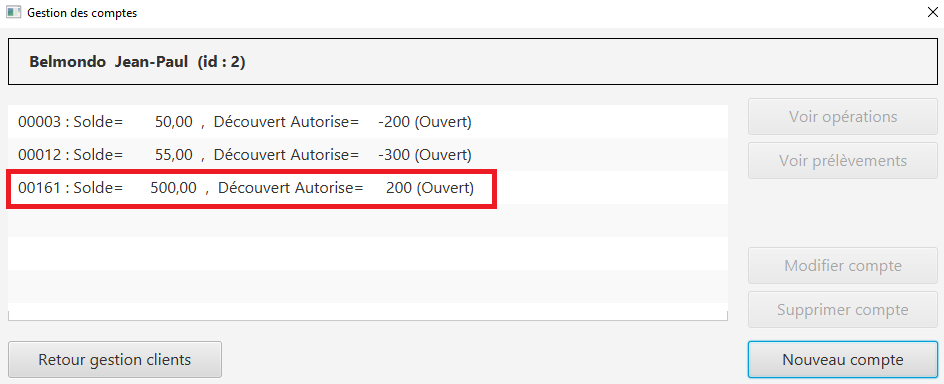 Gestion des comptes
Belmondo Jean-Paul (id : 2)
00003 : Solde= 50,00 , Découvert Autorise= -200 (Ouvert)
00012 : Solde= 55,00 , Découvert Autorise= -300 (Ouvert)
00161 : Solde= 500,00 , Découvert Autorise= 200 (Ouvert)
Voir opérations
Voir prélèvements
Modifier compte
Supprimer compte
Retour gestion clients
Nouveau compte